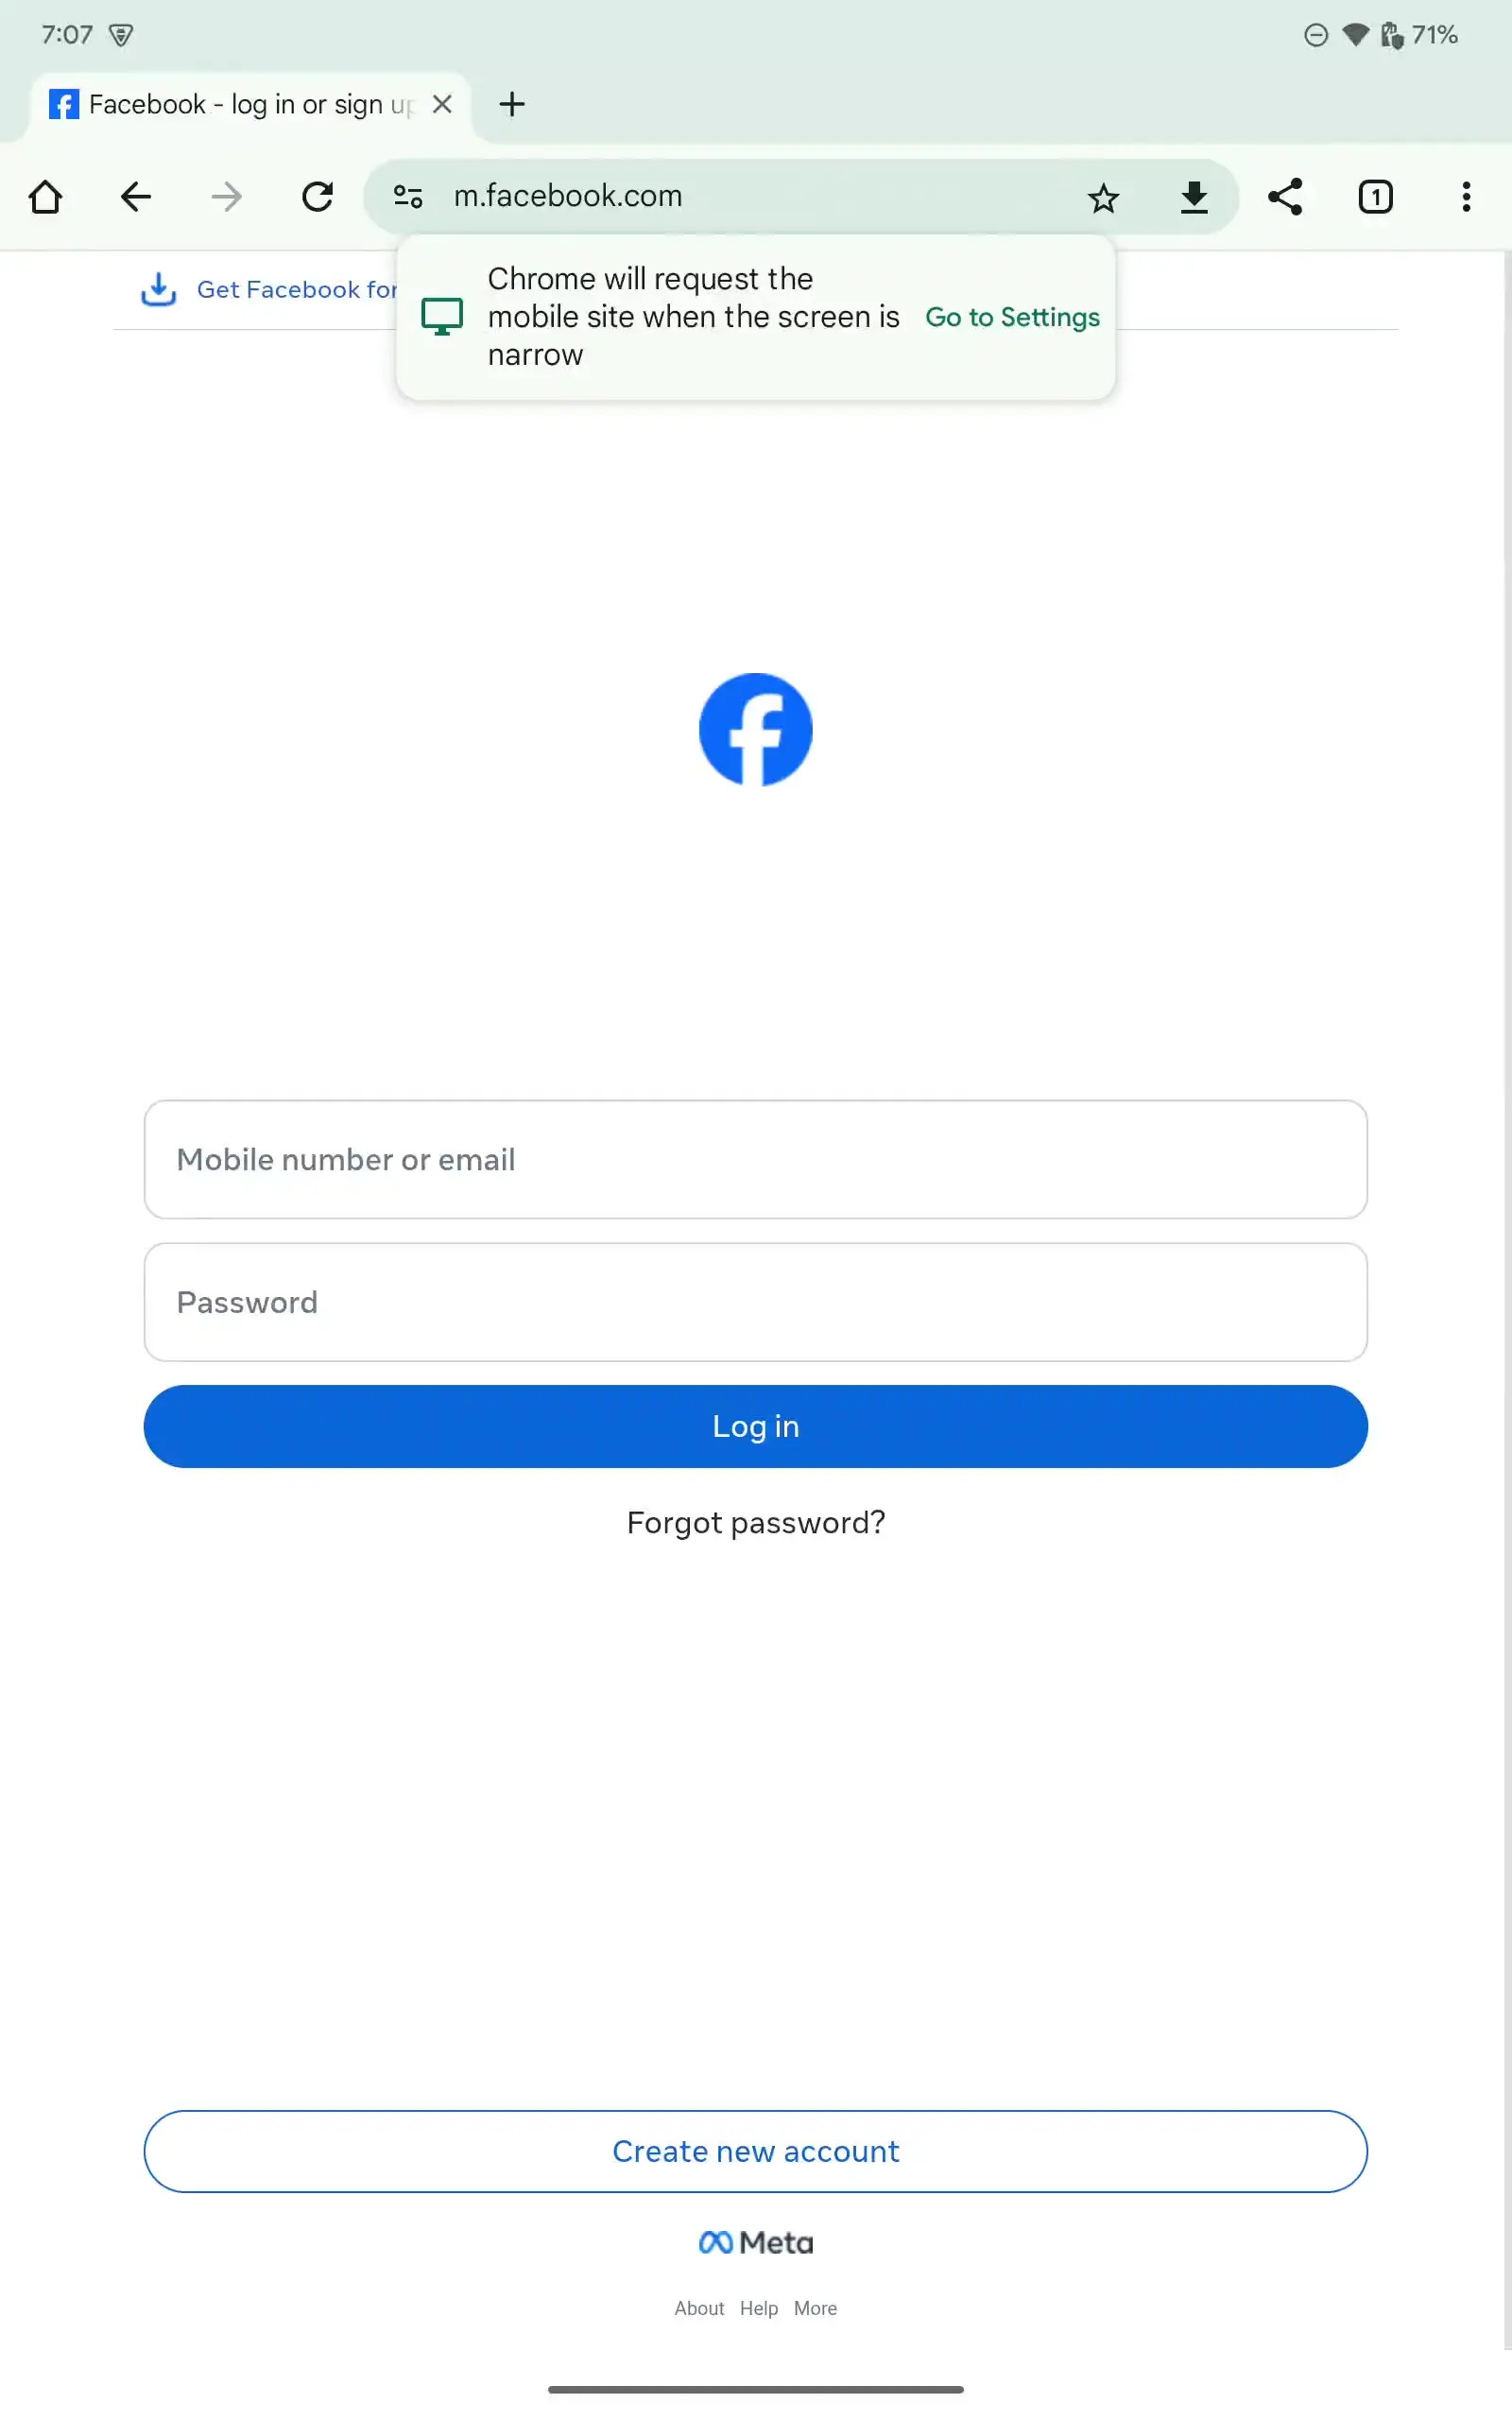 7:07
71%
Facebook - log in or sign up
m.facebook.com
1
Get Facebook for
Chrome will request the
mobile site when the screen is
narrow
Go to Settings
Mobile number or email
Password
Log in
Forgot password?
Create new account
Meta
About Help More